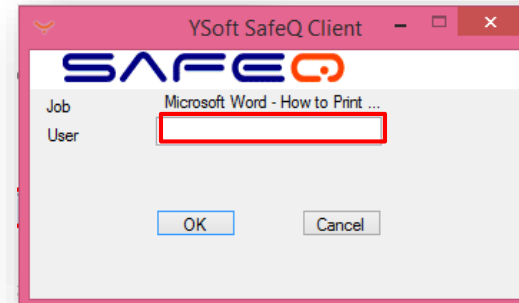 YSoft SafeQ Client
SAFEQ
Job Microsoft Word - How to Print ...
User
OK Cancel